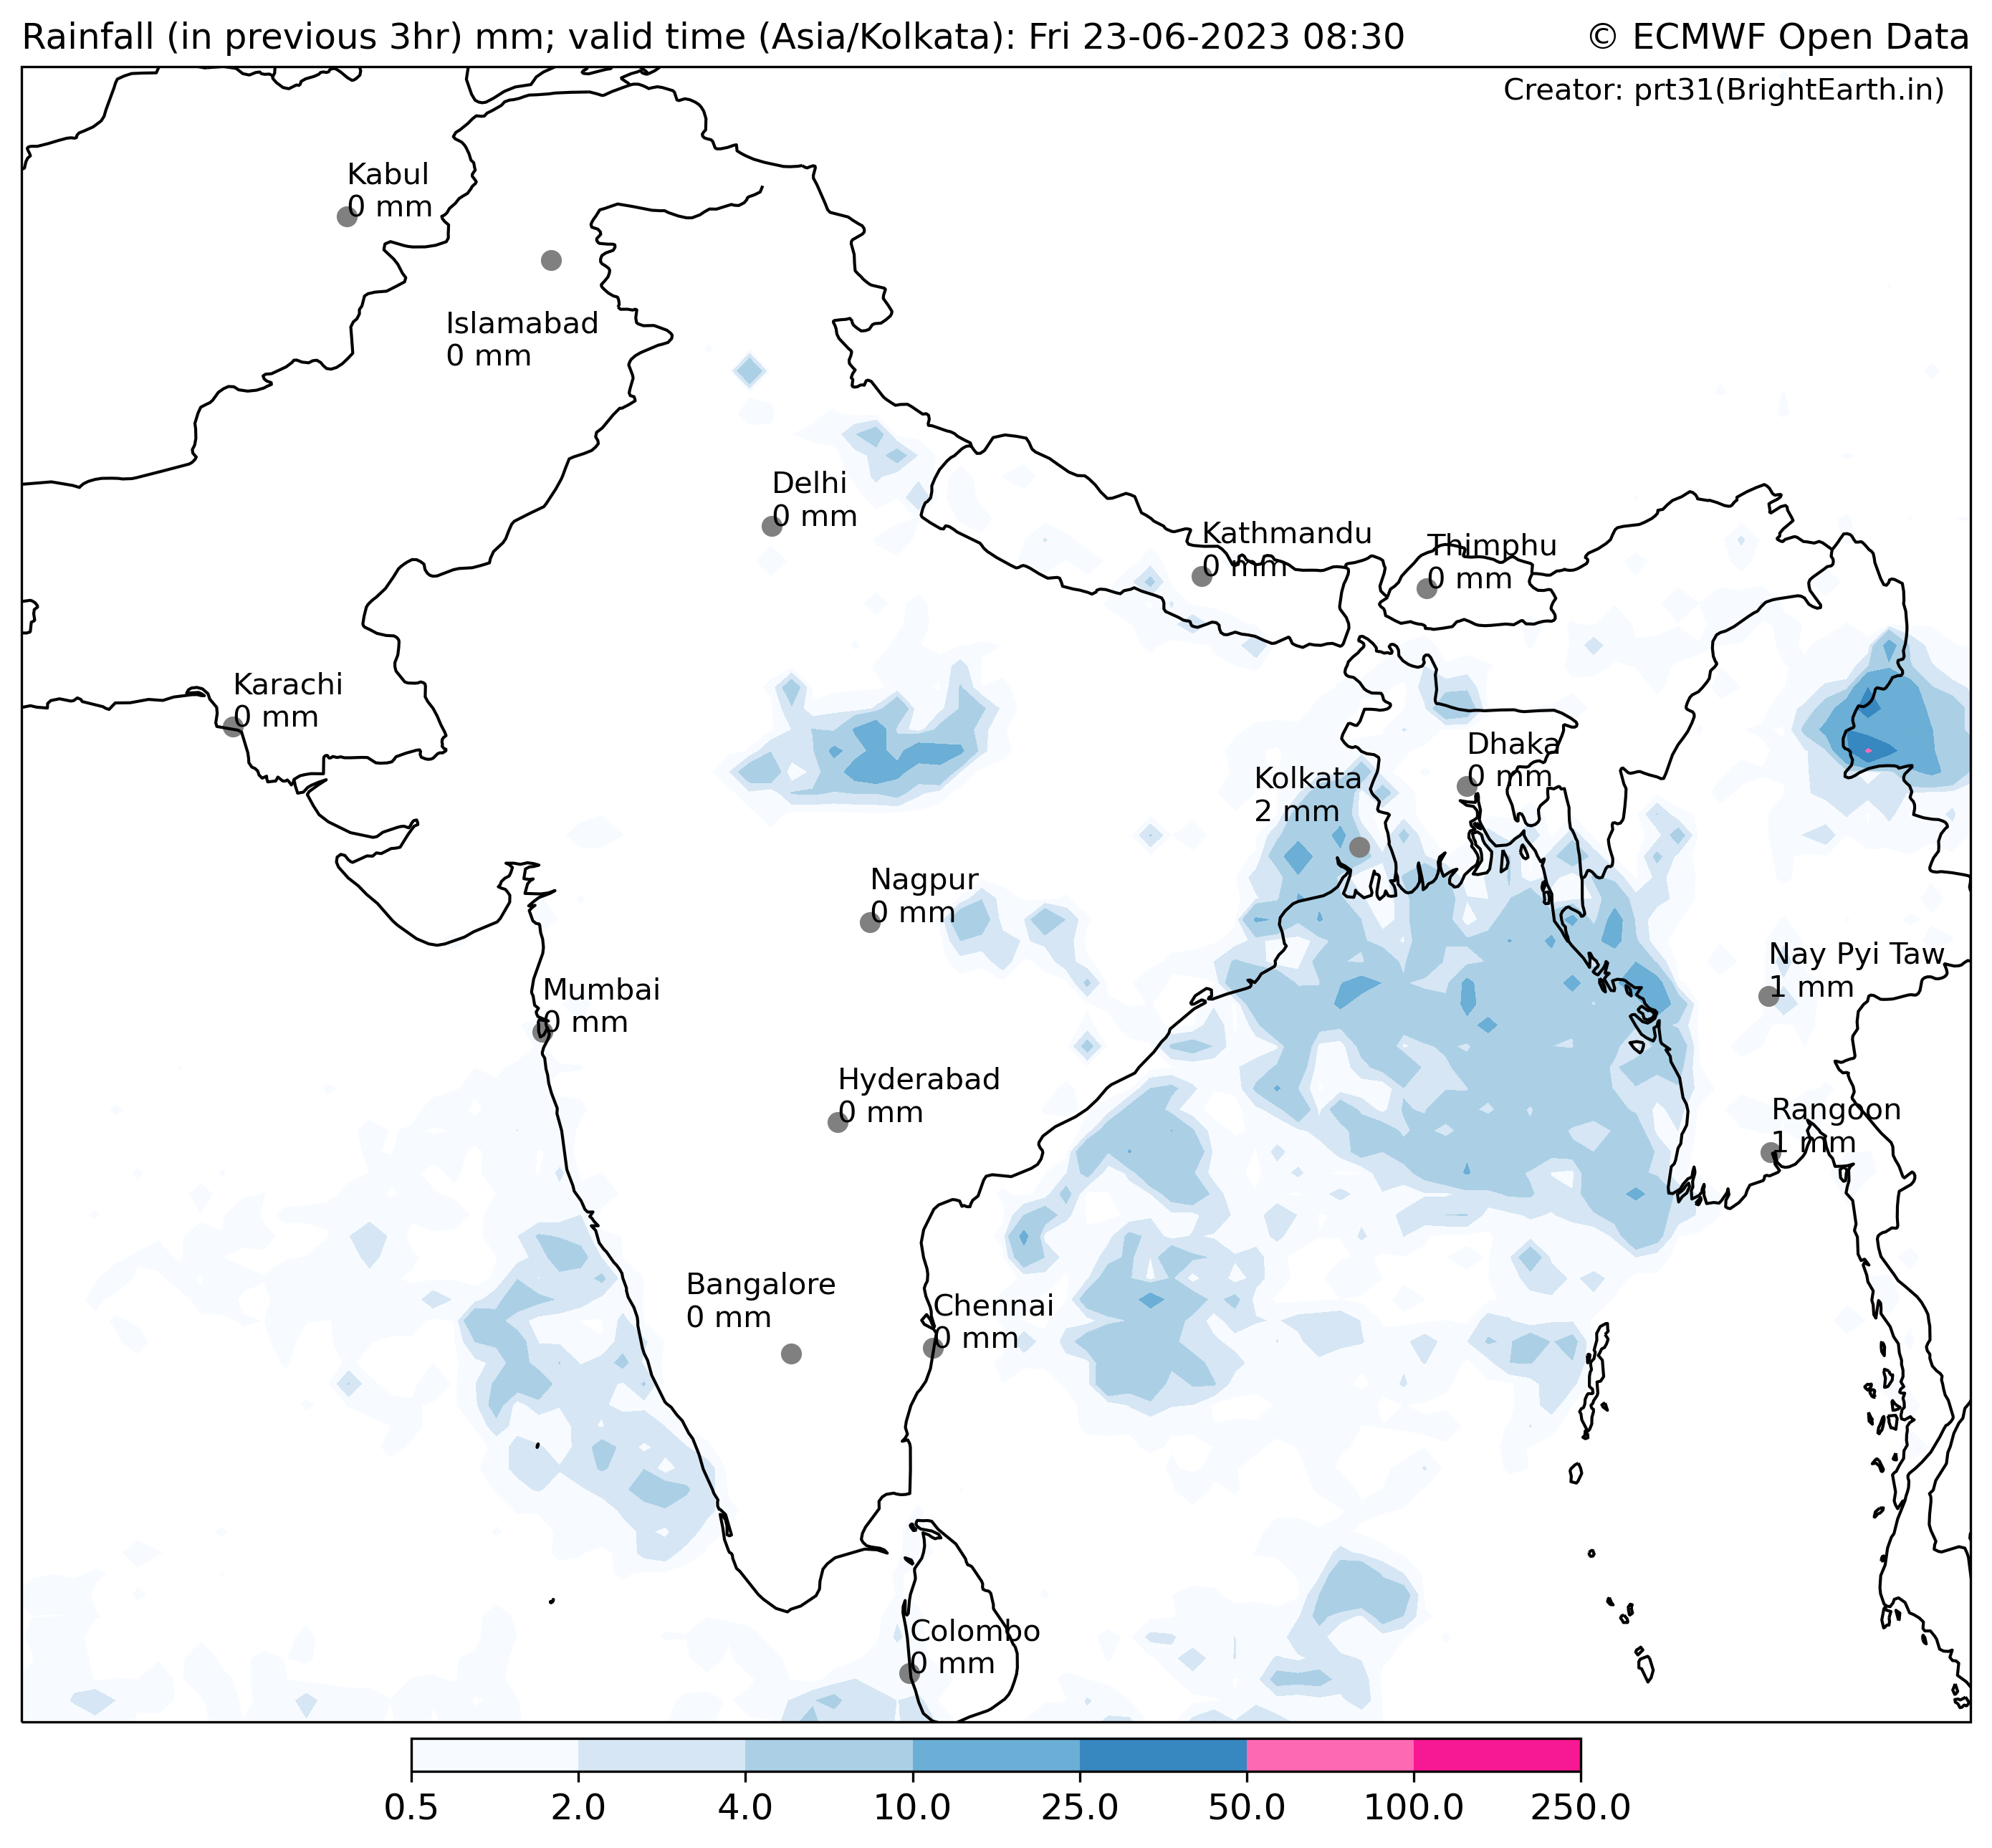 Rainfall (in previous 3hr) mm; valid time (Asia/Kolkata): Fri 23-06-2023 08:30
© ECMWF Open Data
Creator: prt31(BrightEarth.in)
Kabul
0 mm
Islamabad
0 mm
Delhi
0 mm
Kathmandu
0 mm
Thimphu
0 mm
Karachi
0 mm
Dhaka
0 mm
Kolkata
2 mm
Nagpur
0 mm
Nay Pyi Taw
1 mm
Mumbai
0 mm
Hyderabad
0 mm
Rangoon
1 mm
Bangalore
0 mm
Chennai
0 mm
Colombo
0 mm
0.5 2.0 4.0 10.0 25.0 50.0 100.0 250.0